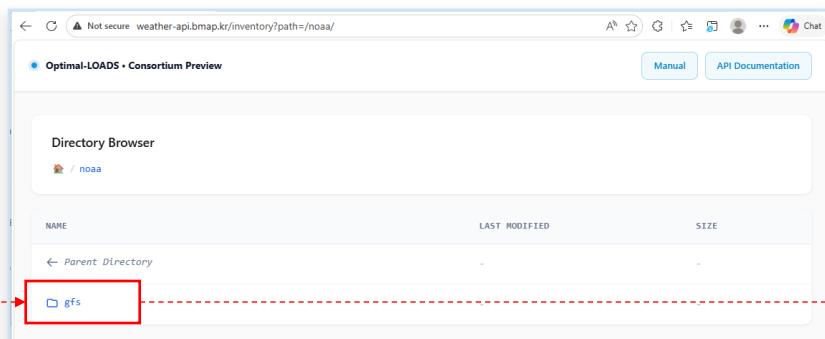 Not secure weather-api.bmap.kr/inventory?path=/noaa/
Chat
Optimal-LOADS • Consortium Preview
Manual
API Documentation
Directory Browser
/ noaa
NAME LAST MODIFIED SIZE
← Parent Directory - -
gfs - -